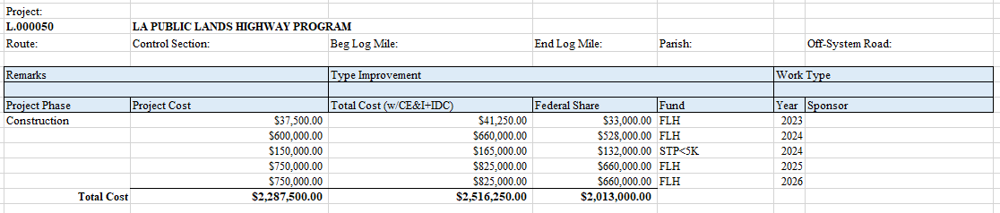 Project:
L.000050 LA PUBLIC LANDS HIGHWAY PROGRAM
Route: Control Section: Beg Log Mile: End Log Mile: Parish: Off-System Road:
Remarks Type Improvement Work Type
Project Phase Project Cost Total Cost (w/CE&I+IDC) Federal Share Fund Year Sponsor
Construction $37,500.00 $41,250.00 $33,000.00 FLH 2023
$600,000.00 $660,000.00 $528,000.00 FLH 2024
$150,000.00 $165,000.00 $132,000.00 STP<5K 2024
$750,000.00 $825,000.00 $660,000.00 FLH 2025
$750,000.00 $825,000.00 $660,000.00 FLH 2026
Total Cost $2,287,500.00 $2,516,250.00 $2,013,000.00